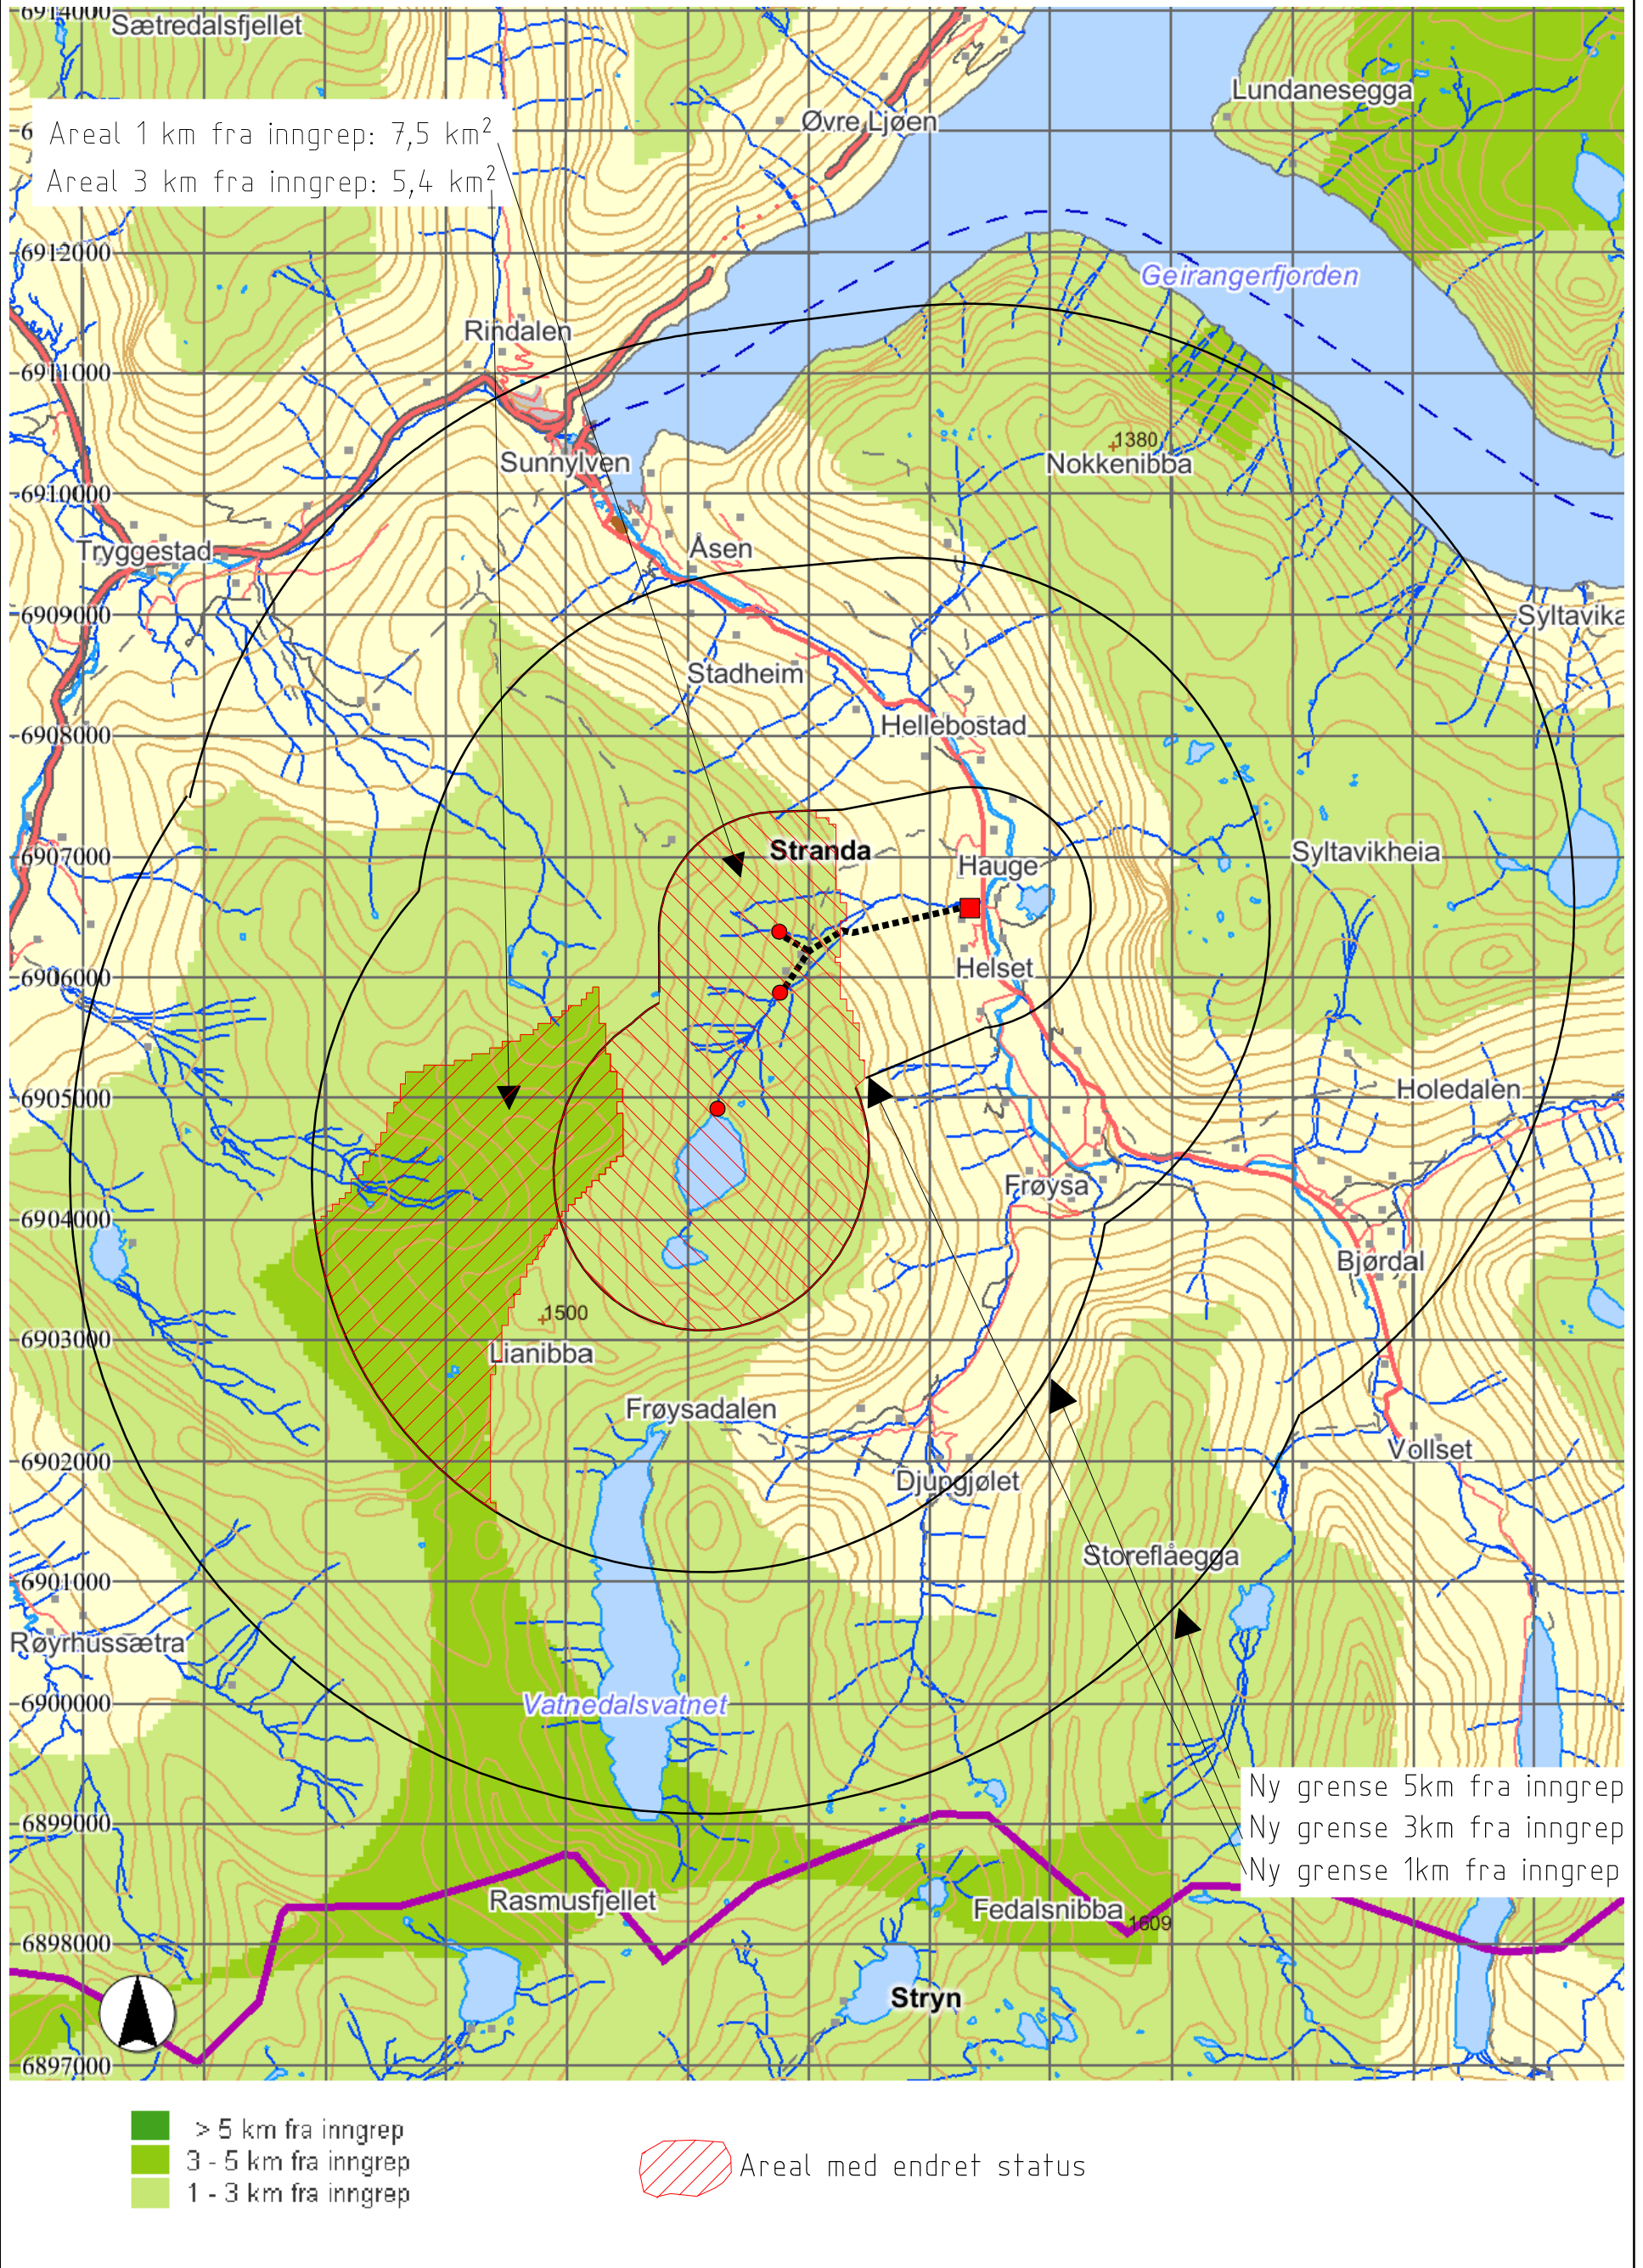 6914000
Sætredalsfjellet
Lundanesegga
Øvre Ljøen
Areal 1 km fra inngrep: 7,5 km²
Areal 3 km fra inngrep: 5,4 km²
6912000
Geirangerfjorden
Rindalen
6911000
1380
Nokkenibba
Sunnylven
6910000
Tryggestad
Åsen
6909000
Syltavika
Stadheim
Hellebostad
6908000
Stranda
Syltavikheia
6907000
Hauge
Helset
6906000
6905000
Holedalen
Frøysa
6904000
Bjørdal
1500
6903000
Lianibba
Frøysadalen
Vollset
6902000
Djupgjølet
Storeflåegga
6901000
Røyrhussætra
6900000
Vatnedalsvatnet
Ny grense 5km fra inngrep
6899000
Ny grense 3km fra inngrep
Ny grense 1km fra inngrep
Rasmusfjellet
Fedalsnibba
1609
6898000
Stryn
6897000
> 5 km fra inngrep
3 - 5 km fra inngrep
1 - 3 km fra inngrep
Areal med endret status